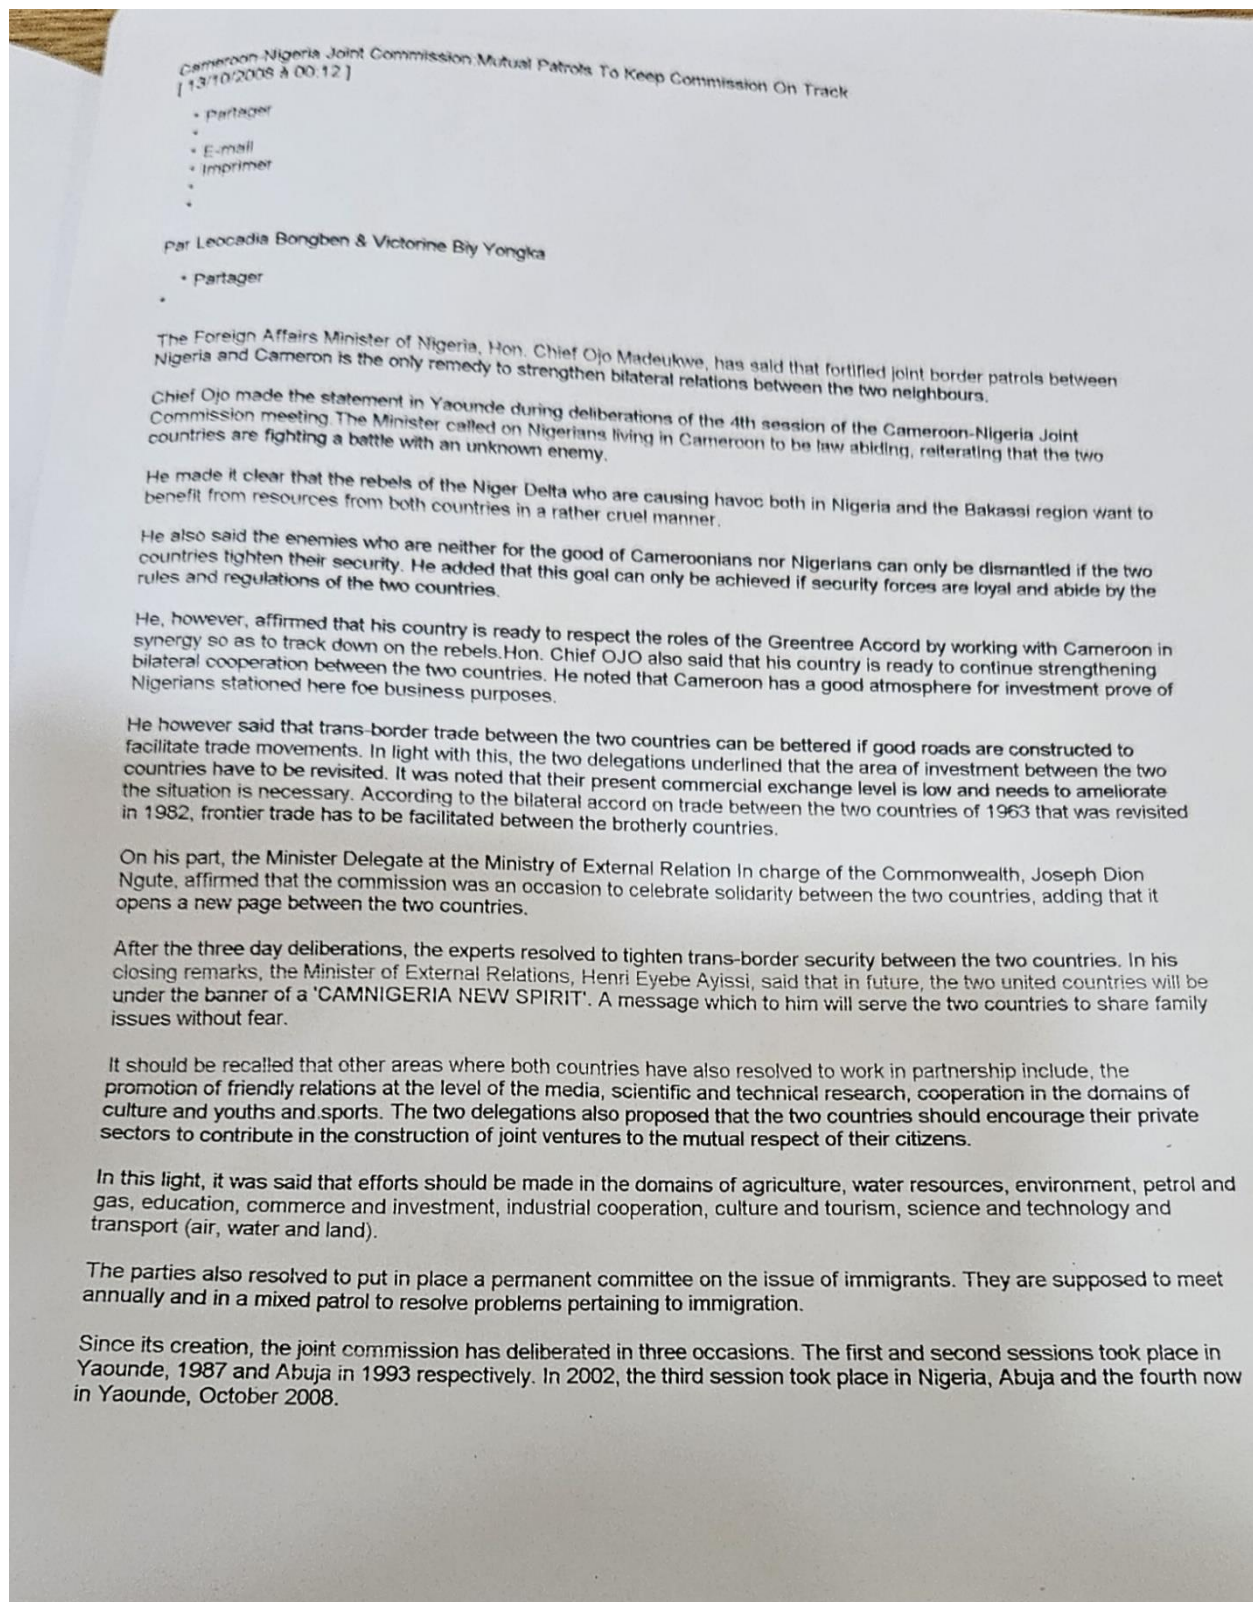 Cameroon-Nigeria Joint Commission:Mutual Patrols To Keep Commission On Track
[ 13/10/2008 à 00:12 ]
• Partager
•
• E-mail
• Imprimer
•
•
Par Leocadia Bongben & Victorine Biy Yongka
• Partager
•
The Foreign Affairs Minister of Nigeria, Hon. Chief Ojo Madeukwe, has said that fortified joint border patrols between
Nigeria and Cameron is the only remedy to strengthen bilateral relations between the two neighbours.
Chief Ojo made the statement in Yaounde during deliberations of the 4th session of the Cameroon-Nigeria Joint
Commission meeting.The Minister called on Nigerians living in Cameroon to be law abiding, reiterating that the two
countries are fighting a battle with an unknown enemy.
He made it clear that the rebels of the Niger Delta who are causing havoc both in Nigeria and the Bakassi region want to
benefit from resources from both countries in a rather cruel manner.
He also said the enemies who are neither for the good of Cameroonians nor Nigerians can only be dismantled if the two
countries tighten their security. He added that this goal can only be achieved if security forces are loyal and abide by the
rules and regulations of the two countries.
He, however, affirmed that his country is ready to respect the roles of the Greentree Accord by working with Cameroon in
synergy so as to track down on the rebels.Hon. Chief OJO also said that his country is ready to continue strengthening
bilateral cooperation between the two countries. He noted that Cameroon has a good atmosphere for investment prove of
Nigerians stationed here foe business purposes.
He however said that trans-border trade between the two countries can be bettered if good roads are constructed to
facilitate trade movements. In light with this, the two delegations underlined that the area of investment between the two
countries have to be revisited. It was noted that their present commercial exchange level is low and needs to ameliorate
the situation is necessary. According to the bilateral accord on trade between the two countries of 1963 that was revisited
in 1982, frontier trade has to be facilitated between the brotherly countries.
On his part, the Minister Delegate at the Ministry of External Relation In charge of the Commonwealth, Joseph Dion
Ngute, affirmed that the commission was an occasion to celebrate solidarity between the two countries, adding that it
opens a new page between the two countries.
After the three day deliberations, the experts resolved to tighten trans-border security between the two countries. In his
closing remarks, the Minister of External Relations, Henri Eyebe Ayissi, said that in future, the two united countries will be
under the banner of a 'CAMNIGERIA NEW SPIRIT'. A message which to him will serve the two countries to share family
issues without fear.
It should be recalled that other areas where both countries have also resolved to work in partnership include, the
promotion of friendly relations at the level of the media, scientific and technical research, cooperation in the domains of
culture and youths and.sports. The two delegations also proposed that the two countries should encourage their private
sectors to contribute in the construction of joint ventures to the mutual respect of their citizens.
In this light, it was said that efforts should be made in the domains of agriculture, water resources, environment, petrol and
gas, education, commerce and investment, industrial cooperation, culture and tourism, science and technology and
transport (air, water and land).
The parties also resolved to put in place a permanent committee on the issue of immigrants. They are supposed to meet
annually and in a mixed patrol to resolve problems pertaining to immigration.
Since its creation, the joint commission has deliberated in three occasions. The first and second sessions took place in
Yaounde, 1987 and Abuja in 1993 respectively. In 2002, the third session took place in Nigeria, Abuja and the fourth now
in Yaounde, October 2008.